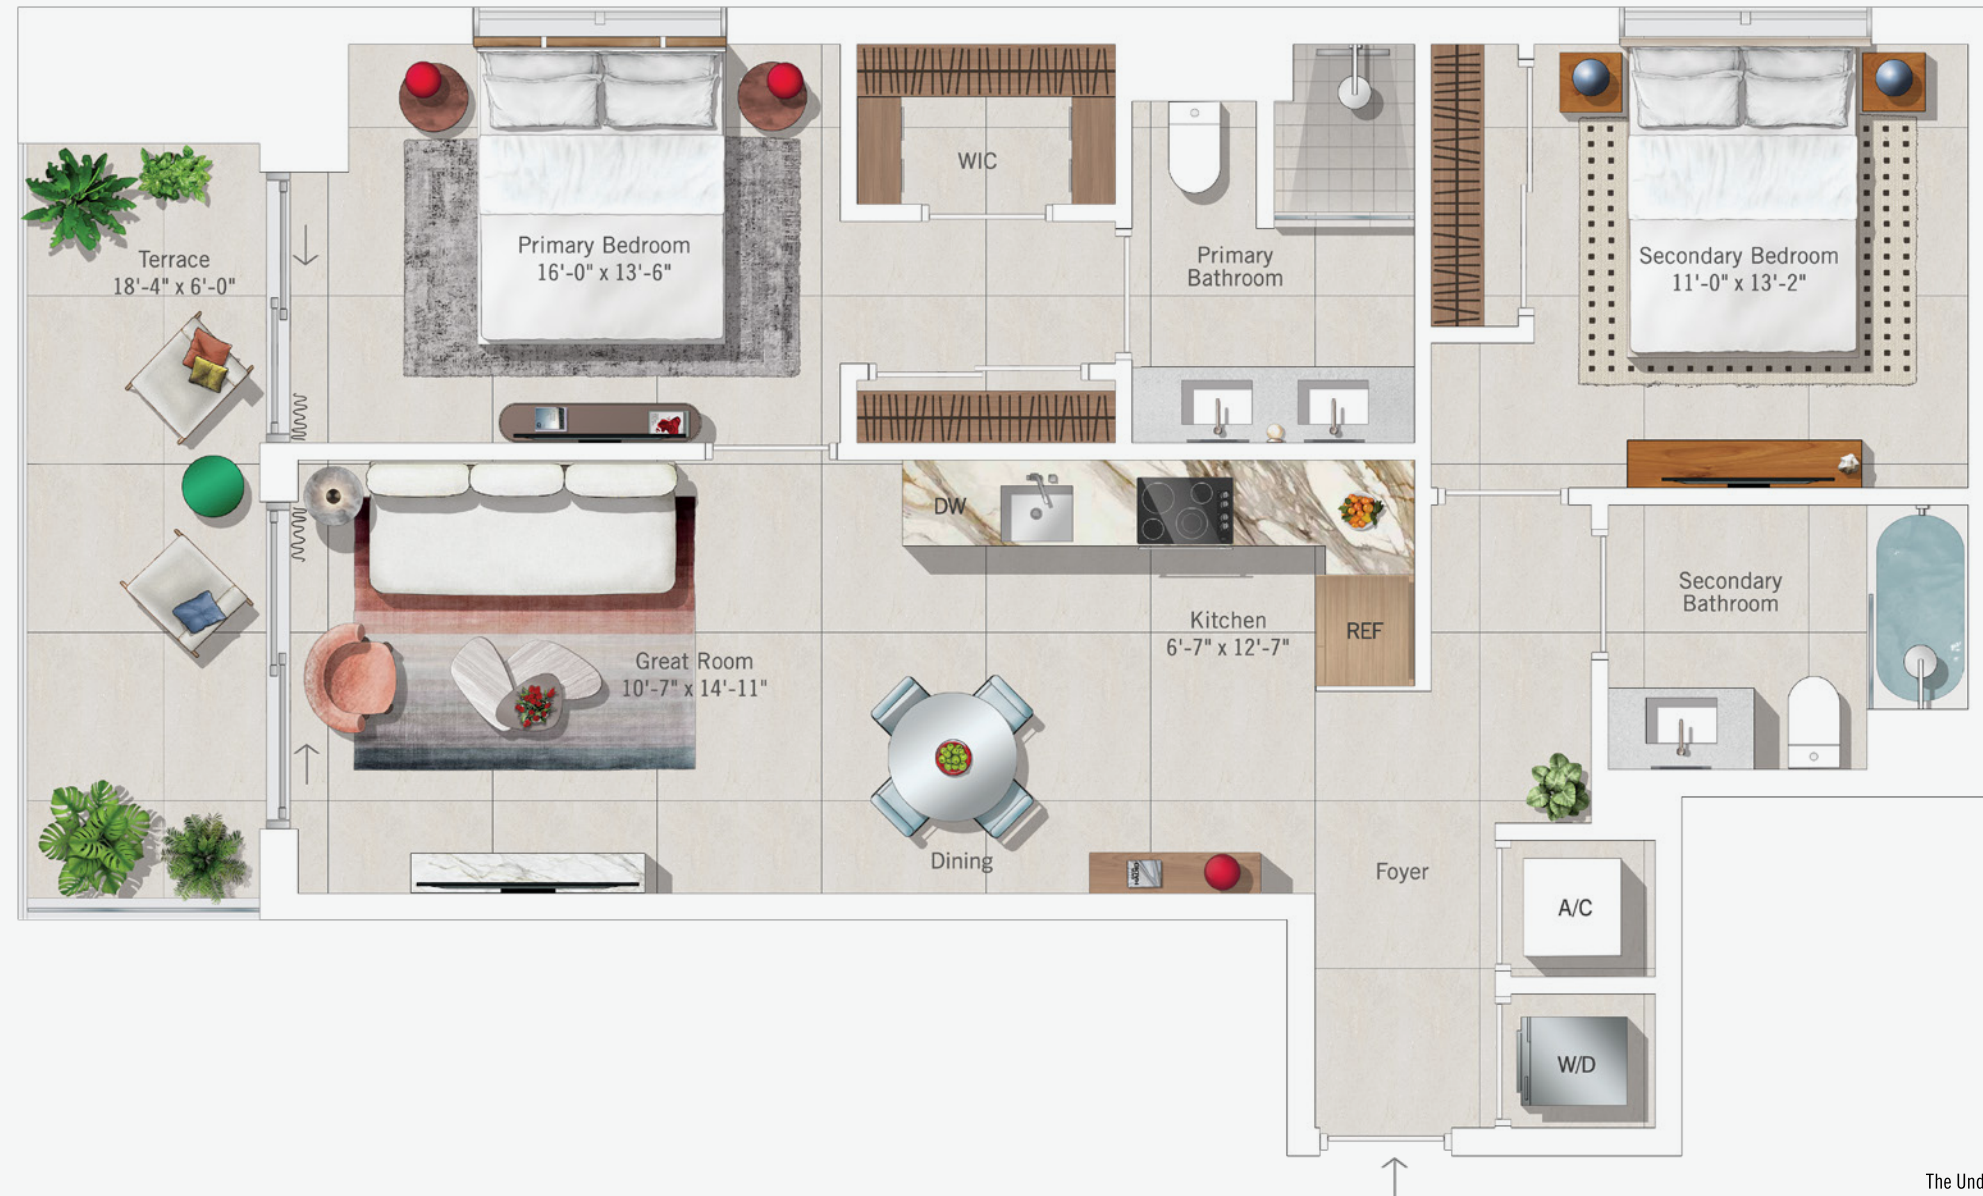 WIC
Primary Bedroom
16'-0" x 13'-6"
Terrace
18'-4" x 6'-0"
Primary
Bathroom
Secondary Bedroom
11'-0" x 13'-2"
DW
Kitchen
6'-7" x 12'-7"
REF
Secondary
Bathroom
Great Room
10'-7" x 14'-11"
Dining
Foyer
A/C
W/D
The Und